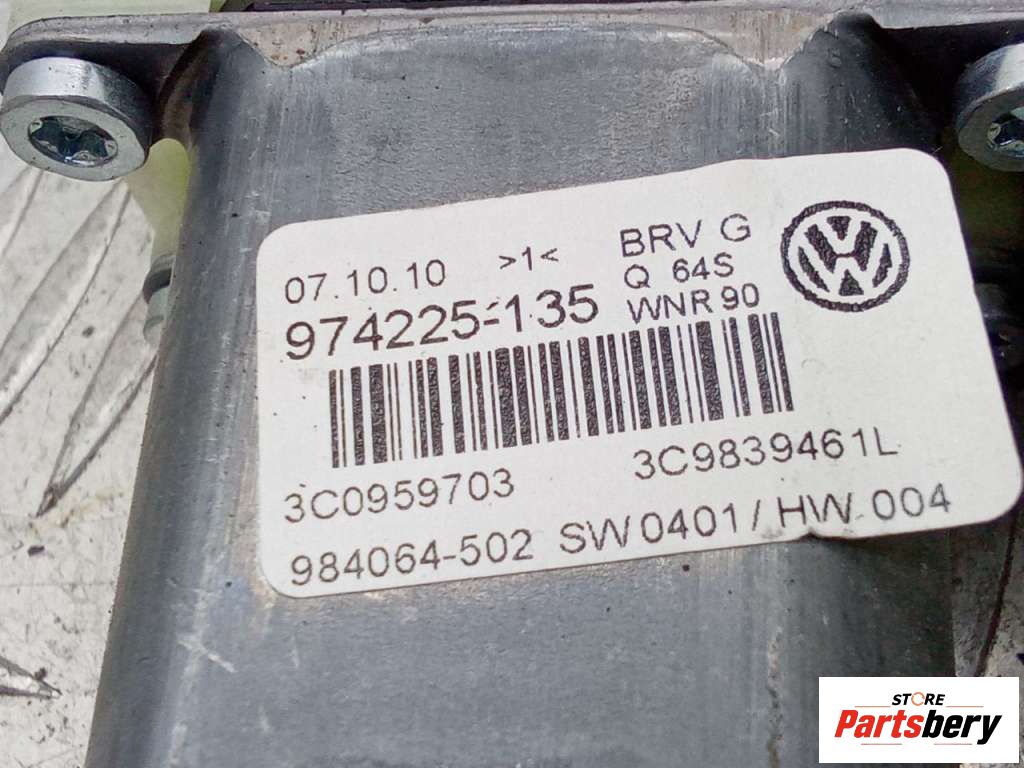 07.10.10 >1< BRV G
Q 64S
974225-135 WNR 90
3C0959703 3C9839461L
984064-502 SW 0401 / HW 004
STORE
Partsbery